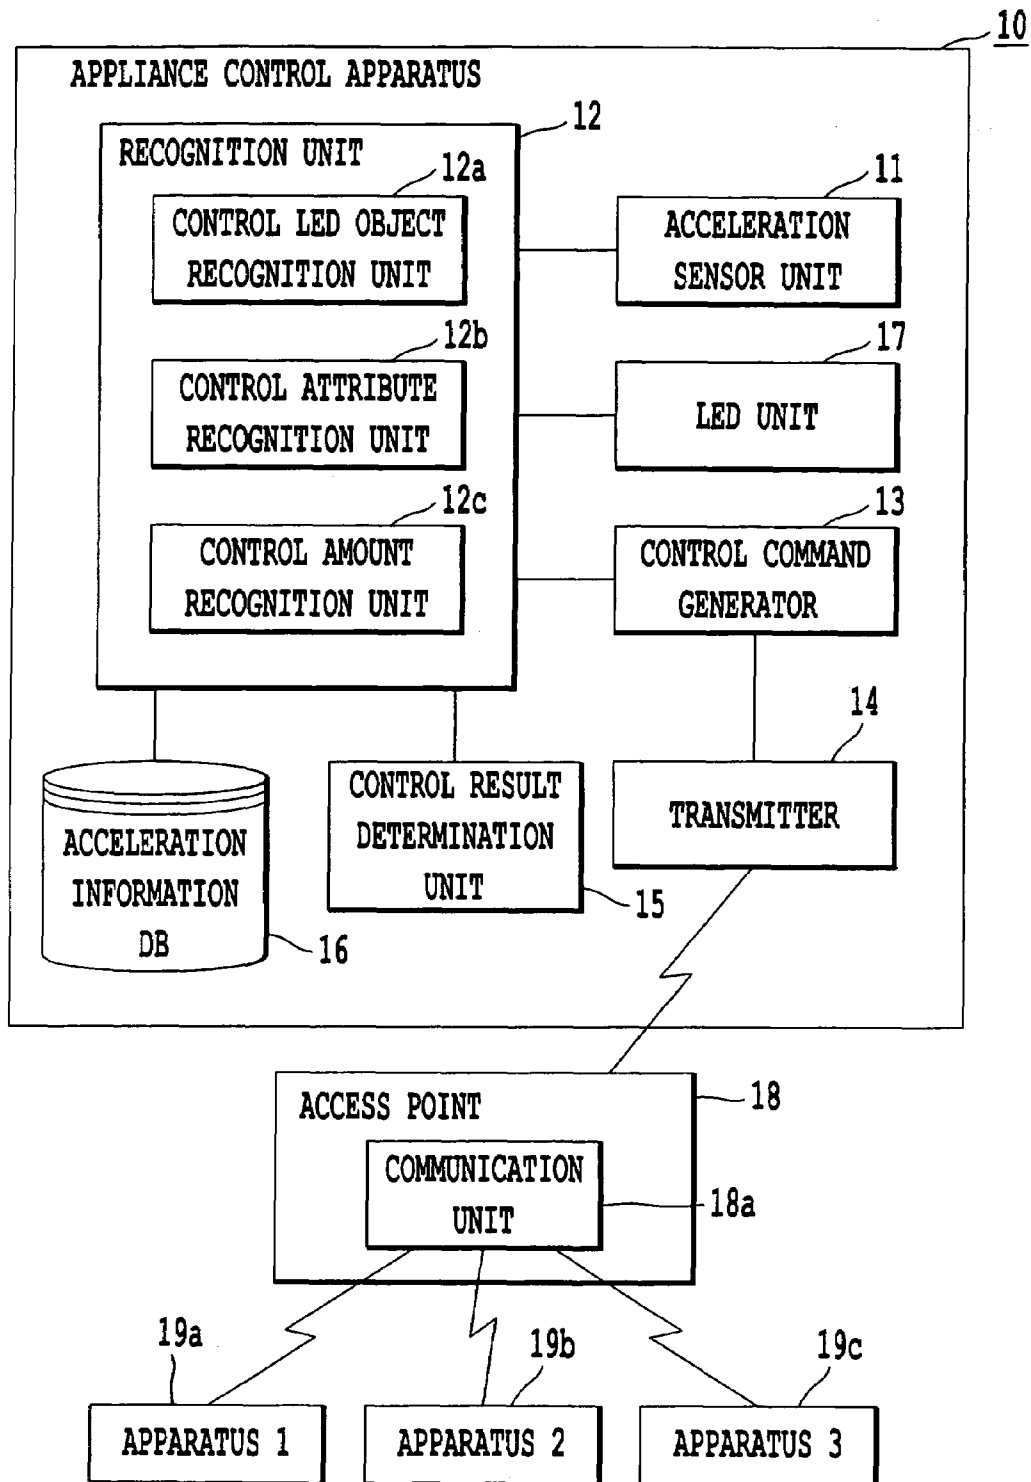 10
APPLIANCE CONTROL APPARATUS
12
RECOGNITION UNIT
12a
CONTROL LED OBJECT
RECOGNITION UNIT
11
ACCELERATION
SENSOR UNIT
12b
CONTROL ATTRIBUTE
RECOGNITION UNIT
17
LED UNIT
12c
CONTROL AMOUNT
RECOGNITION UNIT
13
CONTROL COMMAND
GENERATOR
14
TRANSMITTER
CONTROL RESULT
DETERMINATION
UNIT
15
ACCELERATION
INFORMATION
DB
16
ACCESS POINT
18
COMMUNICATION
UNIT
18a
19a
19b
19c
APPARATUS 1
APPARATUS 2
APPARATUS 3